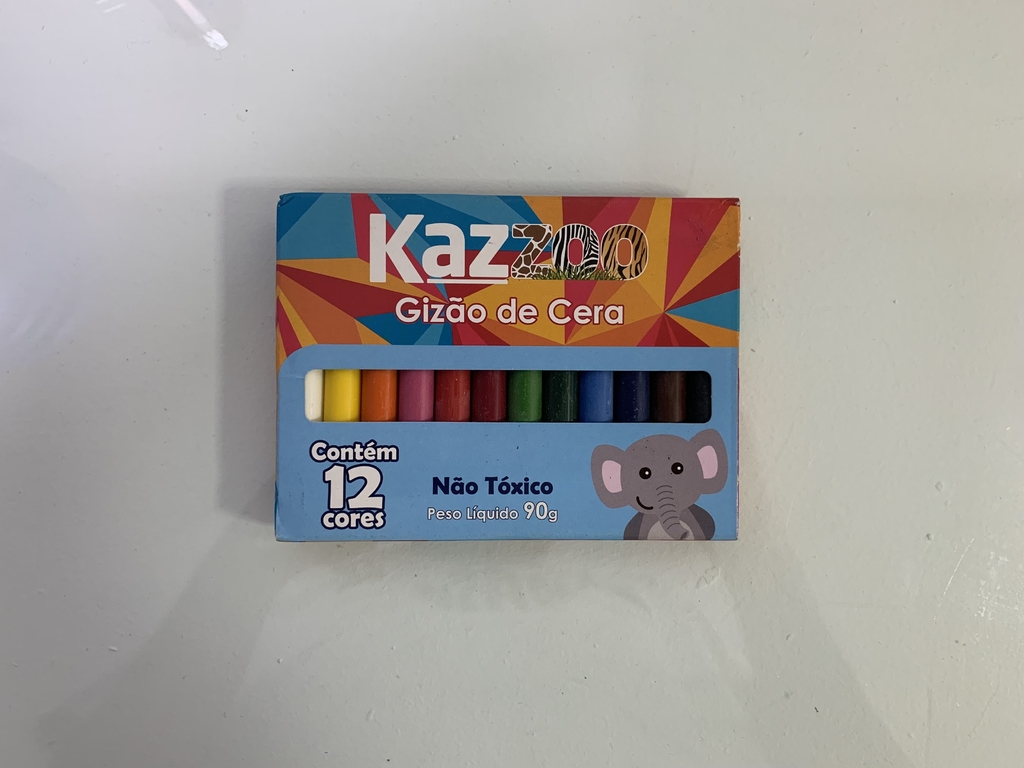 Kazzoo
Gizão de Cera
Contém
12
cores
Não Tóxico
Peso Líquido 90g